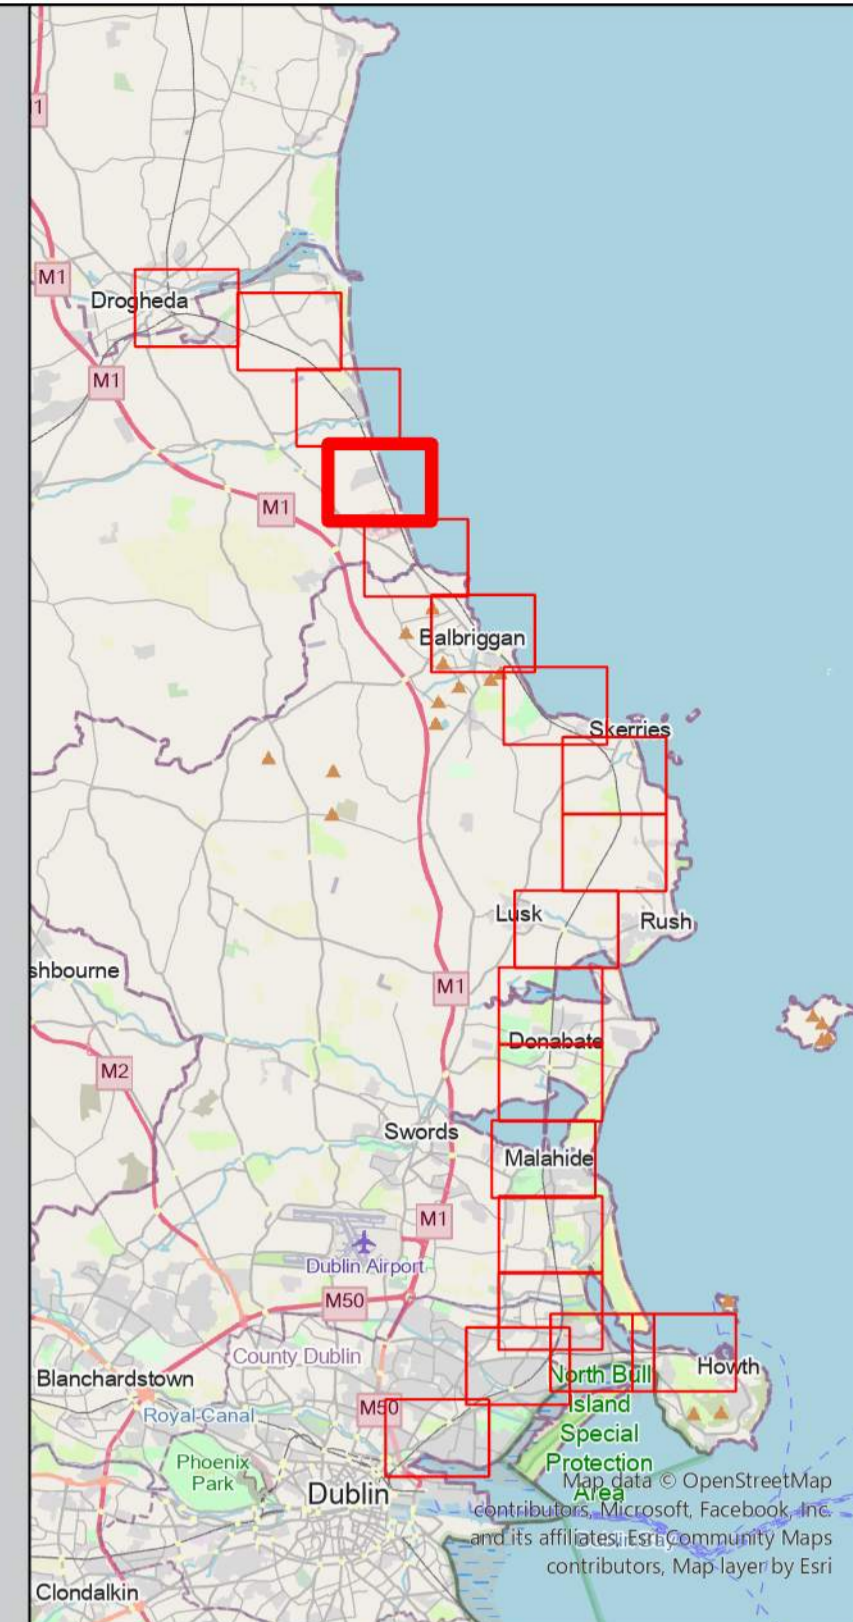 1
M1
Drogheda
M1
M1
Balbriggan
Skerries
Lusk
Rush
shbourne
M1
Donabate
M2
Swords
Malahide
M1
Dublin Airport
M50
County Dublin
Howth
Blanchardstown
North Bull
Island
Special
Protection
Area
Royal Canal
M50
Phoenix
Park
Dublin
Map data © OpenStreetMap
contributors, Microsoft, Facebook, Inc.
and its affiliates, Esri Community Maps
contributors, Map layer by Esri
Clondalkin